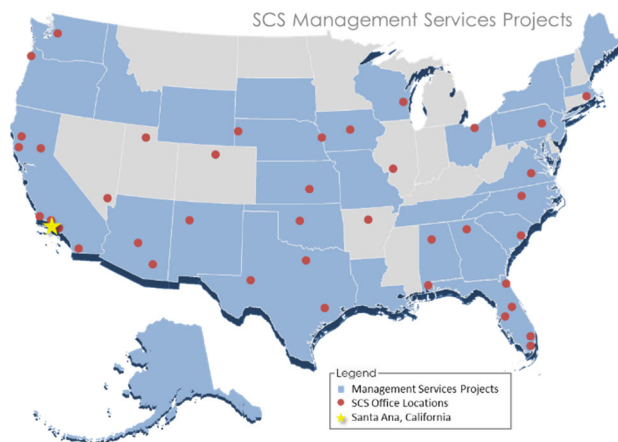 SCS Management Services Projects
Legend
Management Services Projects
SCS Office Locations
Santa Ana, California